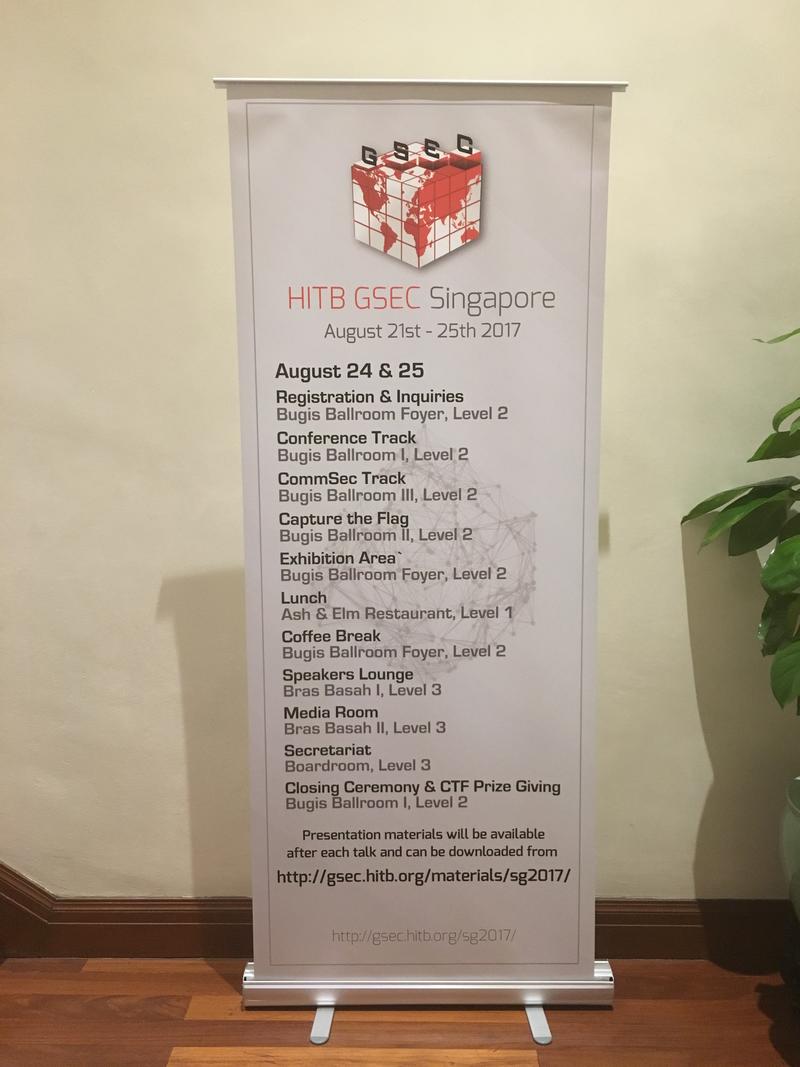 GSEC
HITB GSEC Singapore
August 21st - 25th 2017
August 24 & 25
Registration & Inquiries
Bugis Ballroom Foyer, Level 2
Conference Track
Bugis Ballroom I, Level 2
CommSec Track
Bugis Ballroom III, Level 2
Capture the Flag
Bugis Ballroom II, Level 2
Exhibition Area`
Bugis Ballroom Foyer, Level 2
Lunch
Ash & Elm Restaurant, Level 1
Coffee Break
Bugis Ballroom Foyer, Level 2
Speakers Lounge
Bras Basah I, Level 3
Media Room
Bras Basah II, Level 3
Secretariat
Boardroom, Level 3
Closing Ceremony & CTF Prize Giving
Bugis Ballroom I, Level 2
Presentation materials will be available
after each talk and can be downloaded from
http://gsec.hitb.org/materials/sg2017/
http://gsec.hitb.org/sg2017/